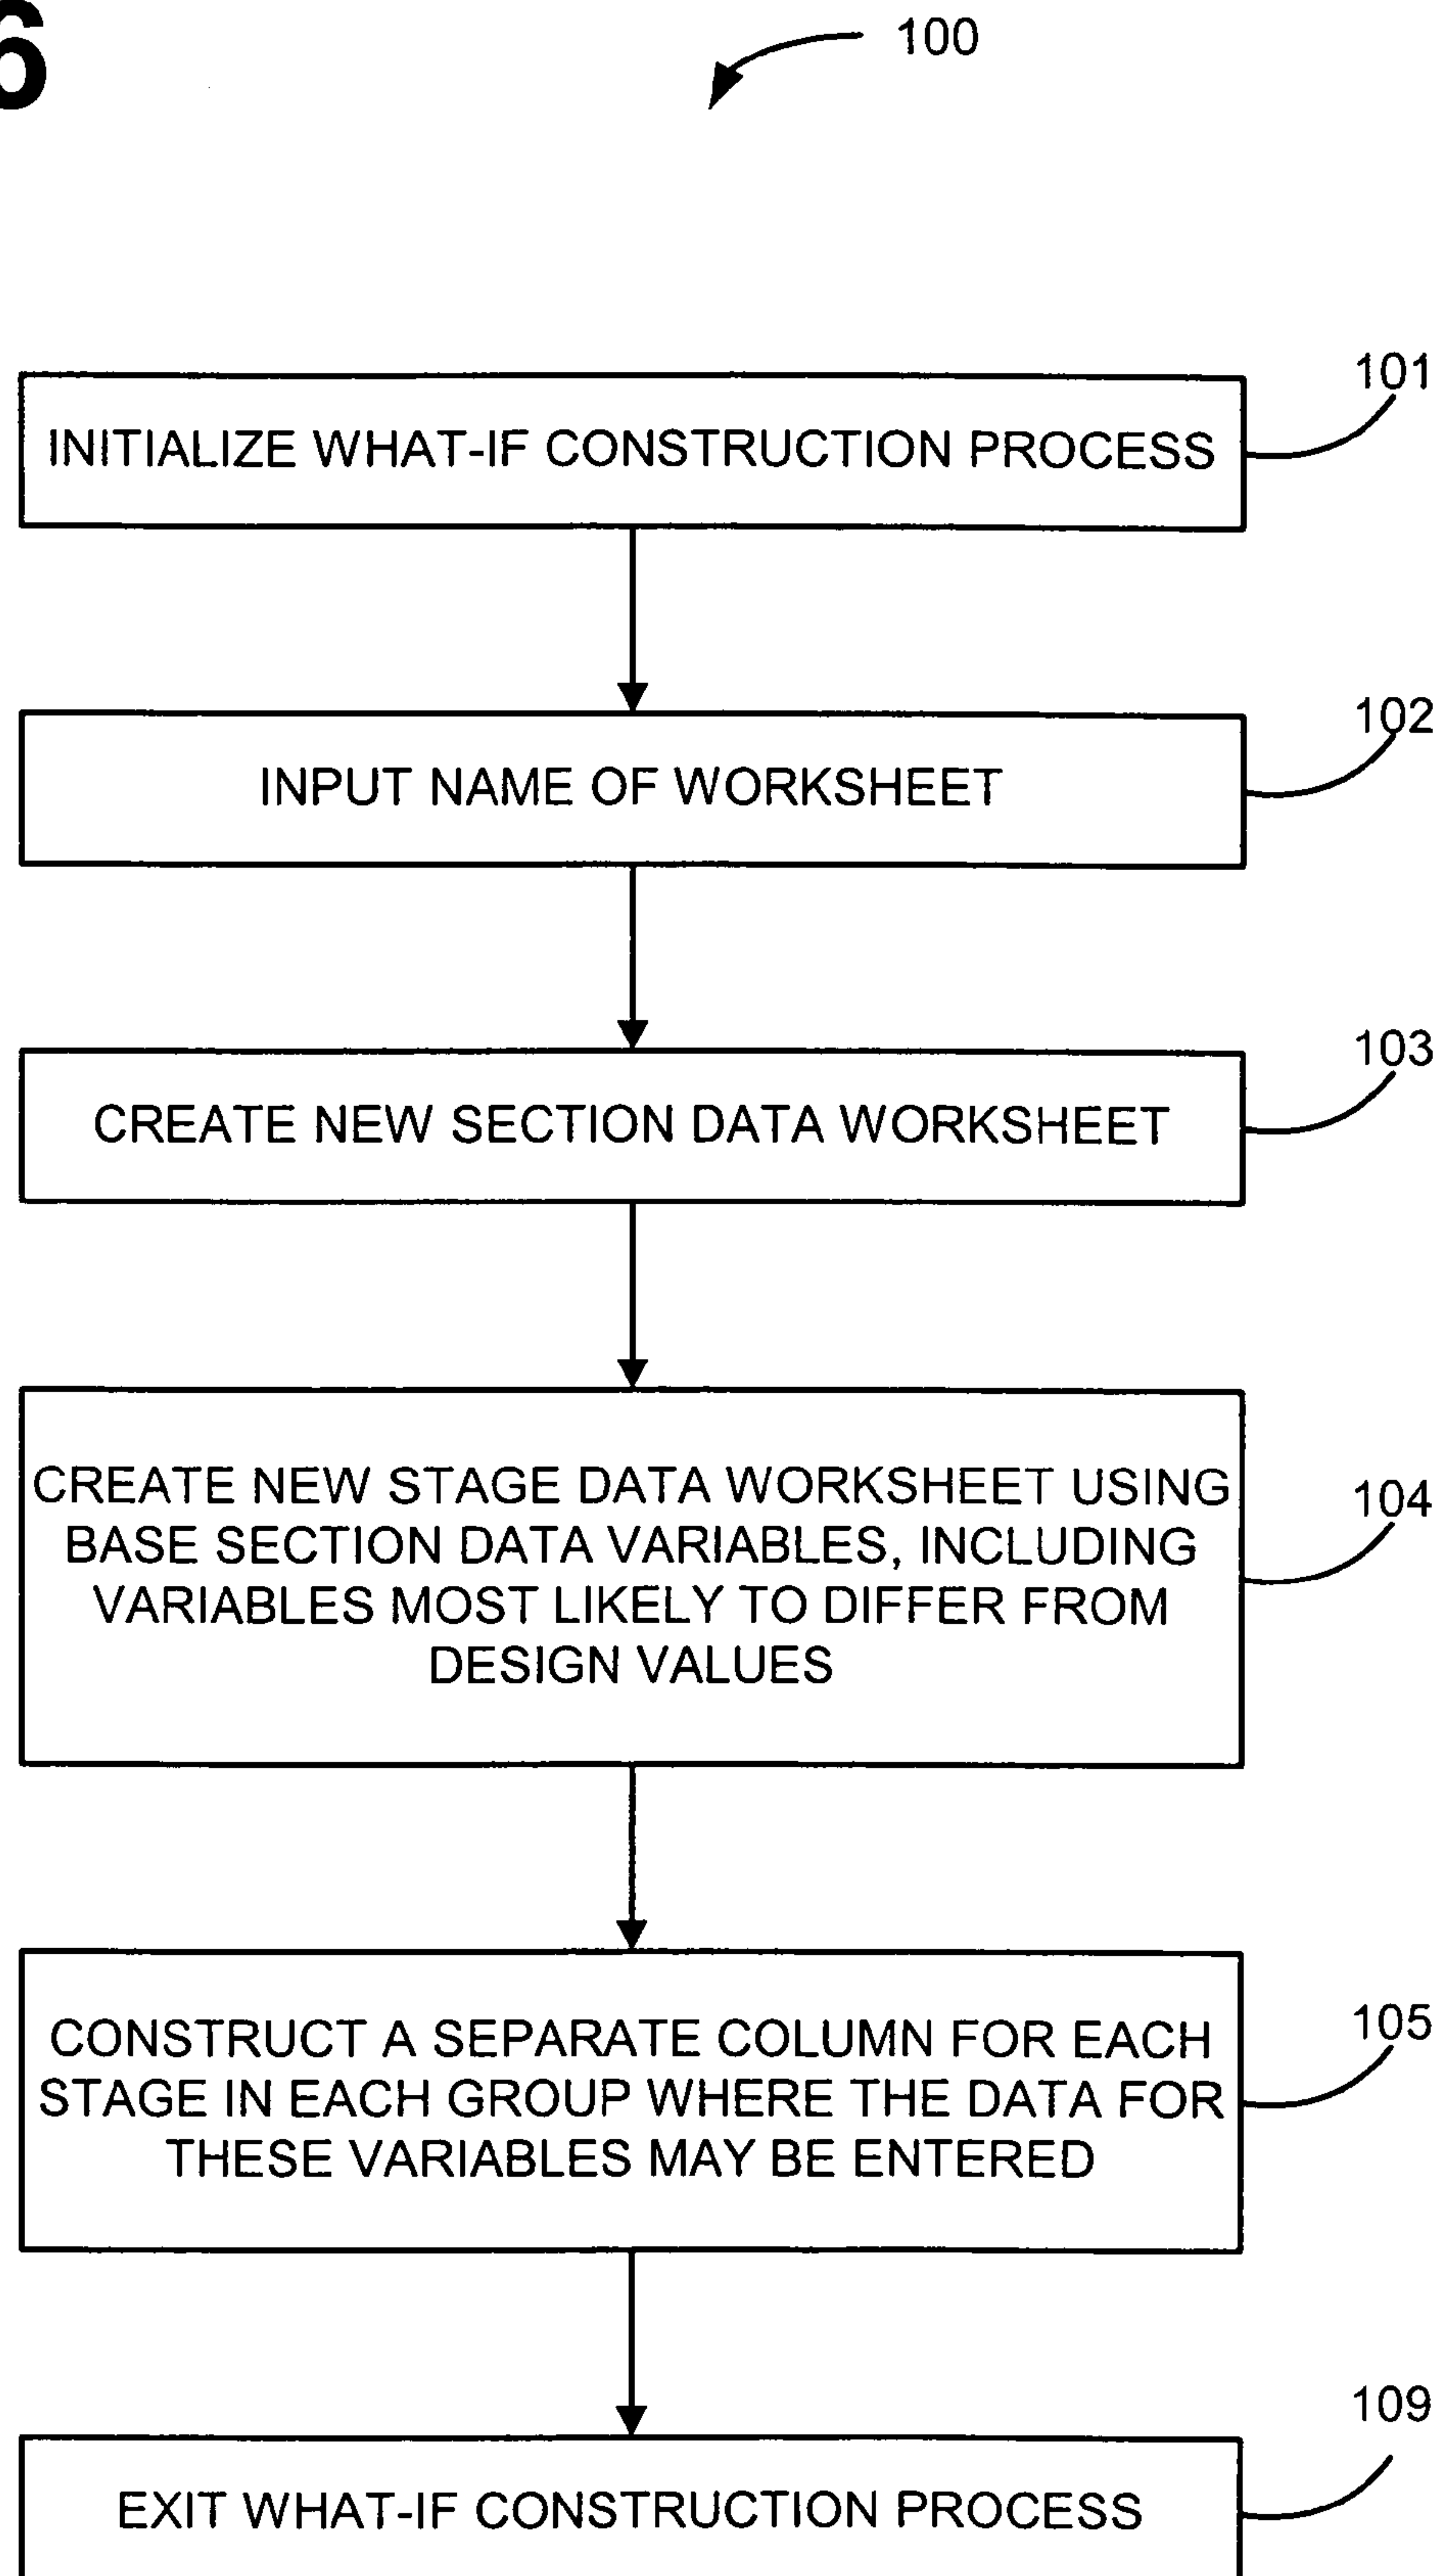 6
100
101
INITIALIZE WHAT-IF CONSTRUCTION PROCESS
102
INPUT NAME OF WORKSHEET
103
CREATE NEW SECTION DATA WORKSHEET
104
CREATE NEW STAGE DATA WORKSHEET USING
BASE SECTION DATA VARIABLES, INCLUDING
VARIABLES MOST LIKELY TO DIFFER FROM
DESIGN VALUES
105
CONSTRUCT A SEPARATE COLUMN FOR EACH
STAGE IN EACH GROUP WHERE THE DATA FOR
THESE VARIABLES MAY BE ENTERED
109
EXIT WHAT-IF CONSTRUCTION PROCESS